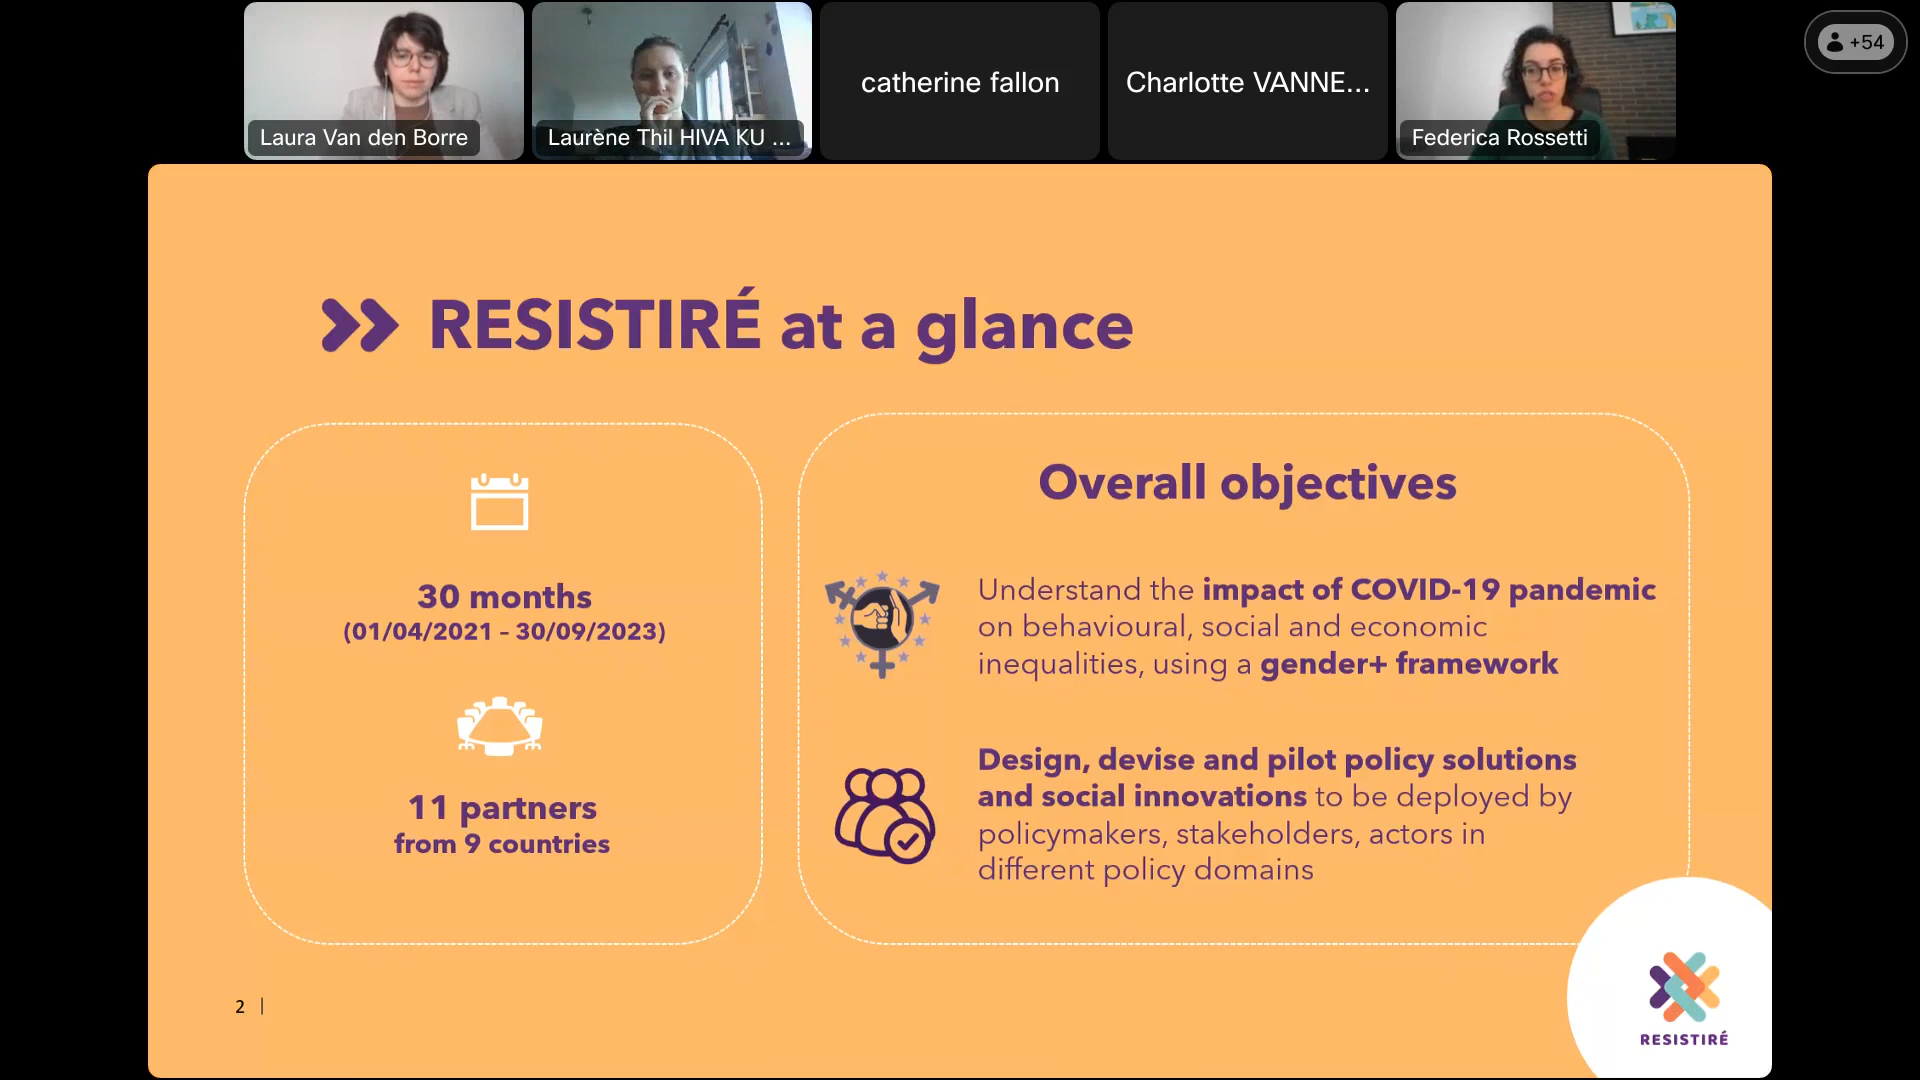 Laura Van den Borre
Laurène Thil HIVA KU ...
catherine fallon
Charlotte VANNE...
Federica Rossetti
+54
RESISTIRÉ at a glance
30 months
(01/04/2021 – 30/09/2023)
11 partners
from 9 countries
Overall objectives
Understand the impact of COVID-19 pandemic
on behavioural, social and economic
inequalities, using a gender+ framework
Design, devise and pilot policy solutions
and social innovations to be deployed by
policymakers, stakeholders, actors in
different policy domains
2 |
RESISTIRÉ